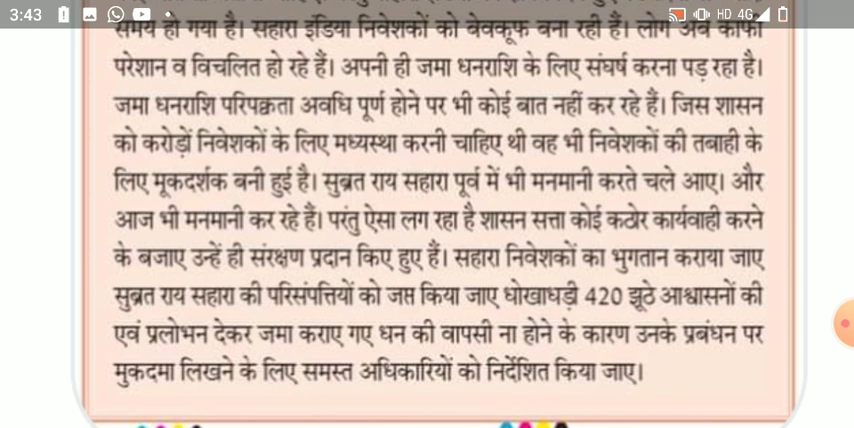 3:43 HD 4G
समय हो गया है। सहारा इंडिया निवेशकों को बेवकूफ बना रही है। लोग अब काफी
परेशान व विचलित हो रहे हैं। अपनी ही जमा धनराशि के लिए संघर्ष करना पड़ रहा है।
जमा धनराशि परिपक्वता अवधि पूर्ण होने पर भी कोई बात नहीं कर रहे हैं। जिस शासन
को करोड़ों निवेशकों के लिए मध्यस्था करनी चाहिए थी वह भी निवेशकों की तबाही के
लिए मूकदर्शक बनी हुई है। सुब्रत राय सहारा पूर्व में भी मनमानी करते चले आए। और
आज भी मनमानी कर रहे हैं। परंतु ऐसा लग रहा है शासन सत्ता कोई कठोर कार्यवाही करने
के बजाए उन्हें ही संरक्षण प्रदान किए हुए हैं। सहारा निवेशकों का भुगतान कराया जाए
सुब्रत राय सहारा की परिसंपत्तियों को जप्त किया जाए धोखाधड़ी 420 झूठे आश्वासनों की
एवं प्रलोभन देकर जमा कराए गए धन की वापसी ना होने के कारण उनके प्रबंधन पर
मुकदमा लिखने के लिए समस्त अधिकारियों को निर्देशित किया जाए।